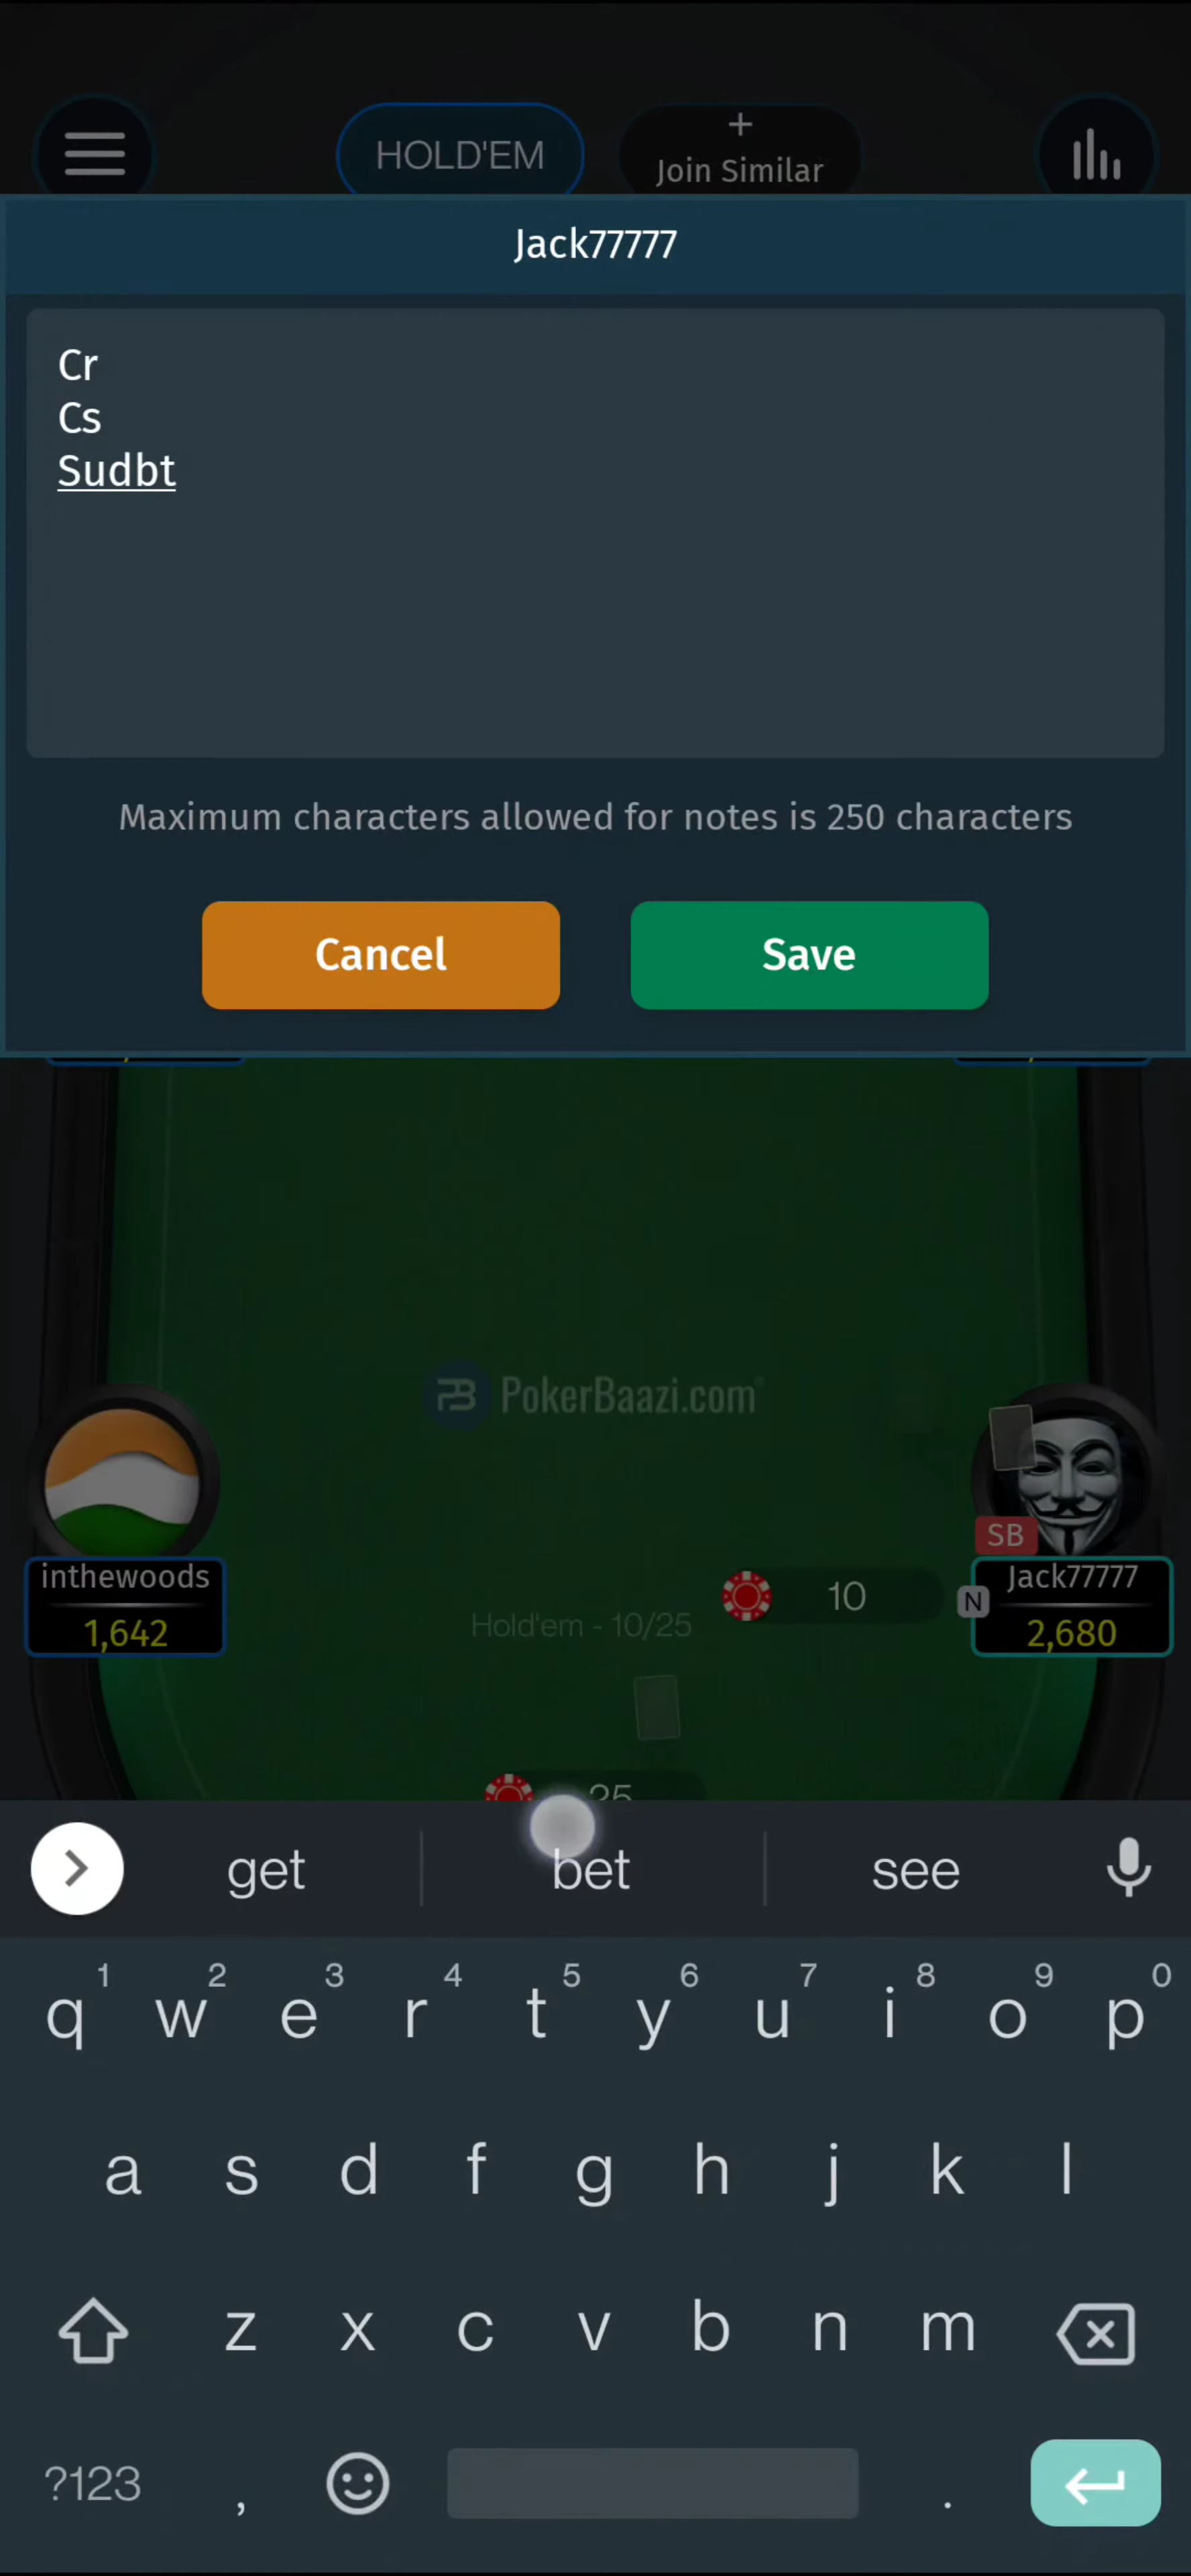 HOLD'EM
+
Join Similar
Jack77777
Cr
Cs
Sudbt
Maximum characters allowed for notes is 250 characters
Cancel
Save
PokerBaazi.com
SB
inthewoods
1,642
10
N
Jack77777
2,680
Hold'em - 10/25
25
get
bet
see
1 2 3 4 5 6 7 8 9 0
q w e r t y u i o p
a s d f g h j k l
z x c v b n m
?123 , .